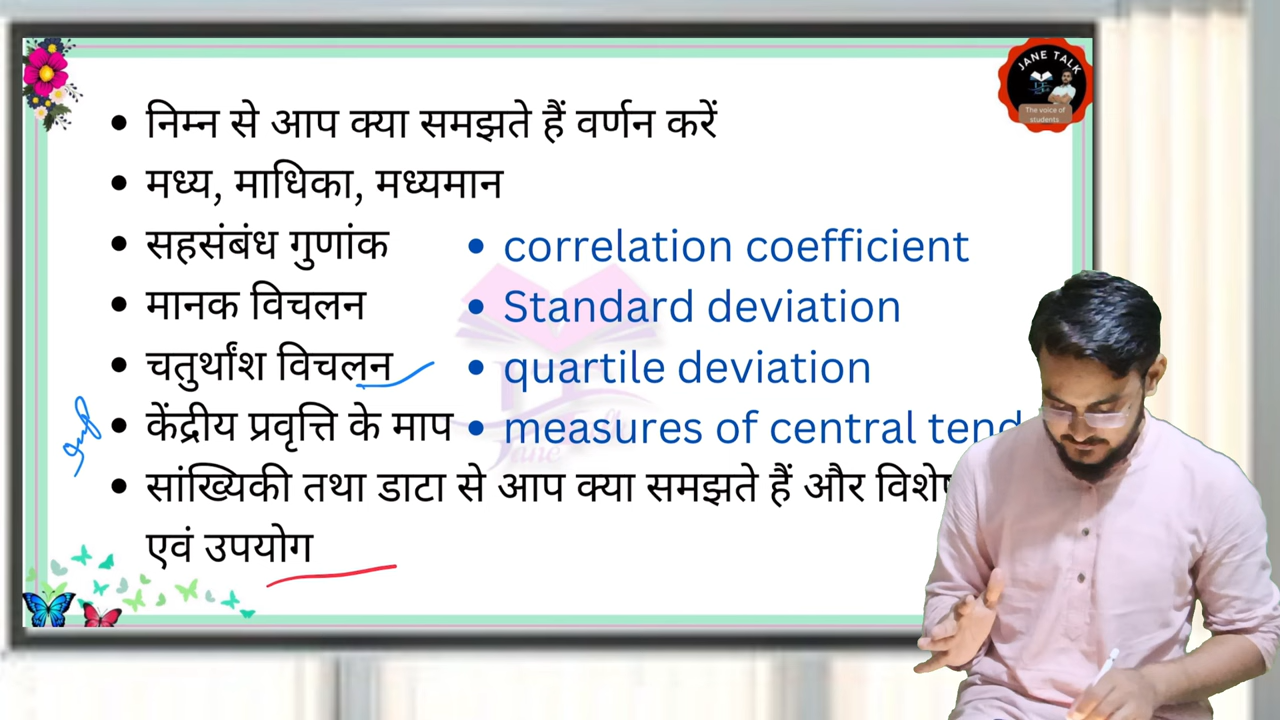 JANE TALK
The voice of
students
निम्न से आप क्या समझते हैं वर्णन करें
मध्य, माधिका, मध्यमान
सहसंबंध गुणांक
correlation coefficient
मानक विचलन
Standard deviation
चतुर्थांश विचलन
quartile deviation
केंद्रीय प्रवृत्ति के माप
measures of central tend
सांख्यिकी तथा डाटा से आप क्या समझते हैं और
एवं उपयोग